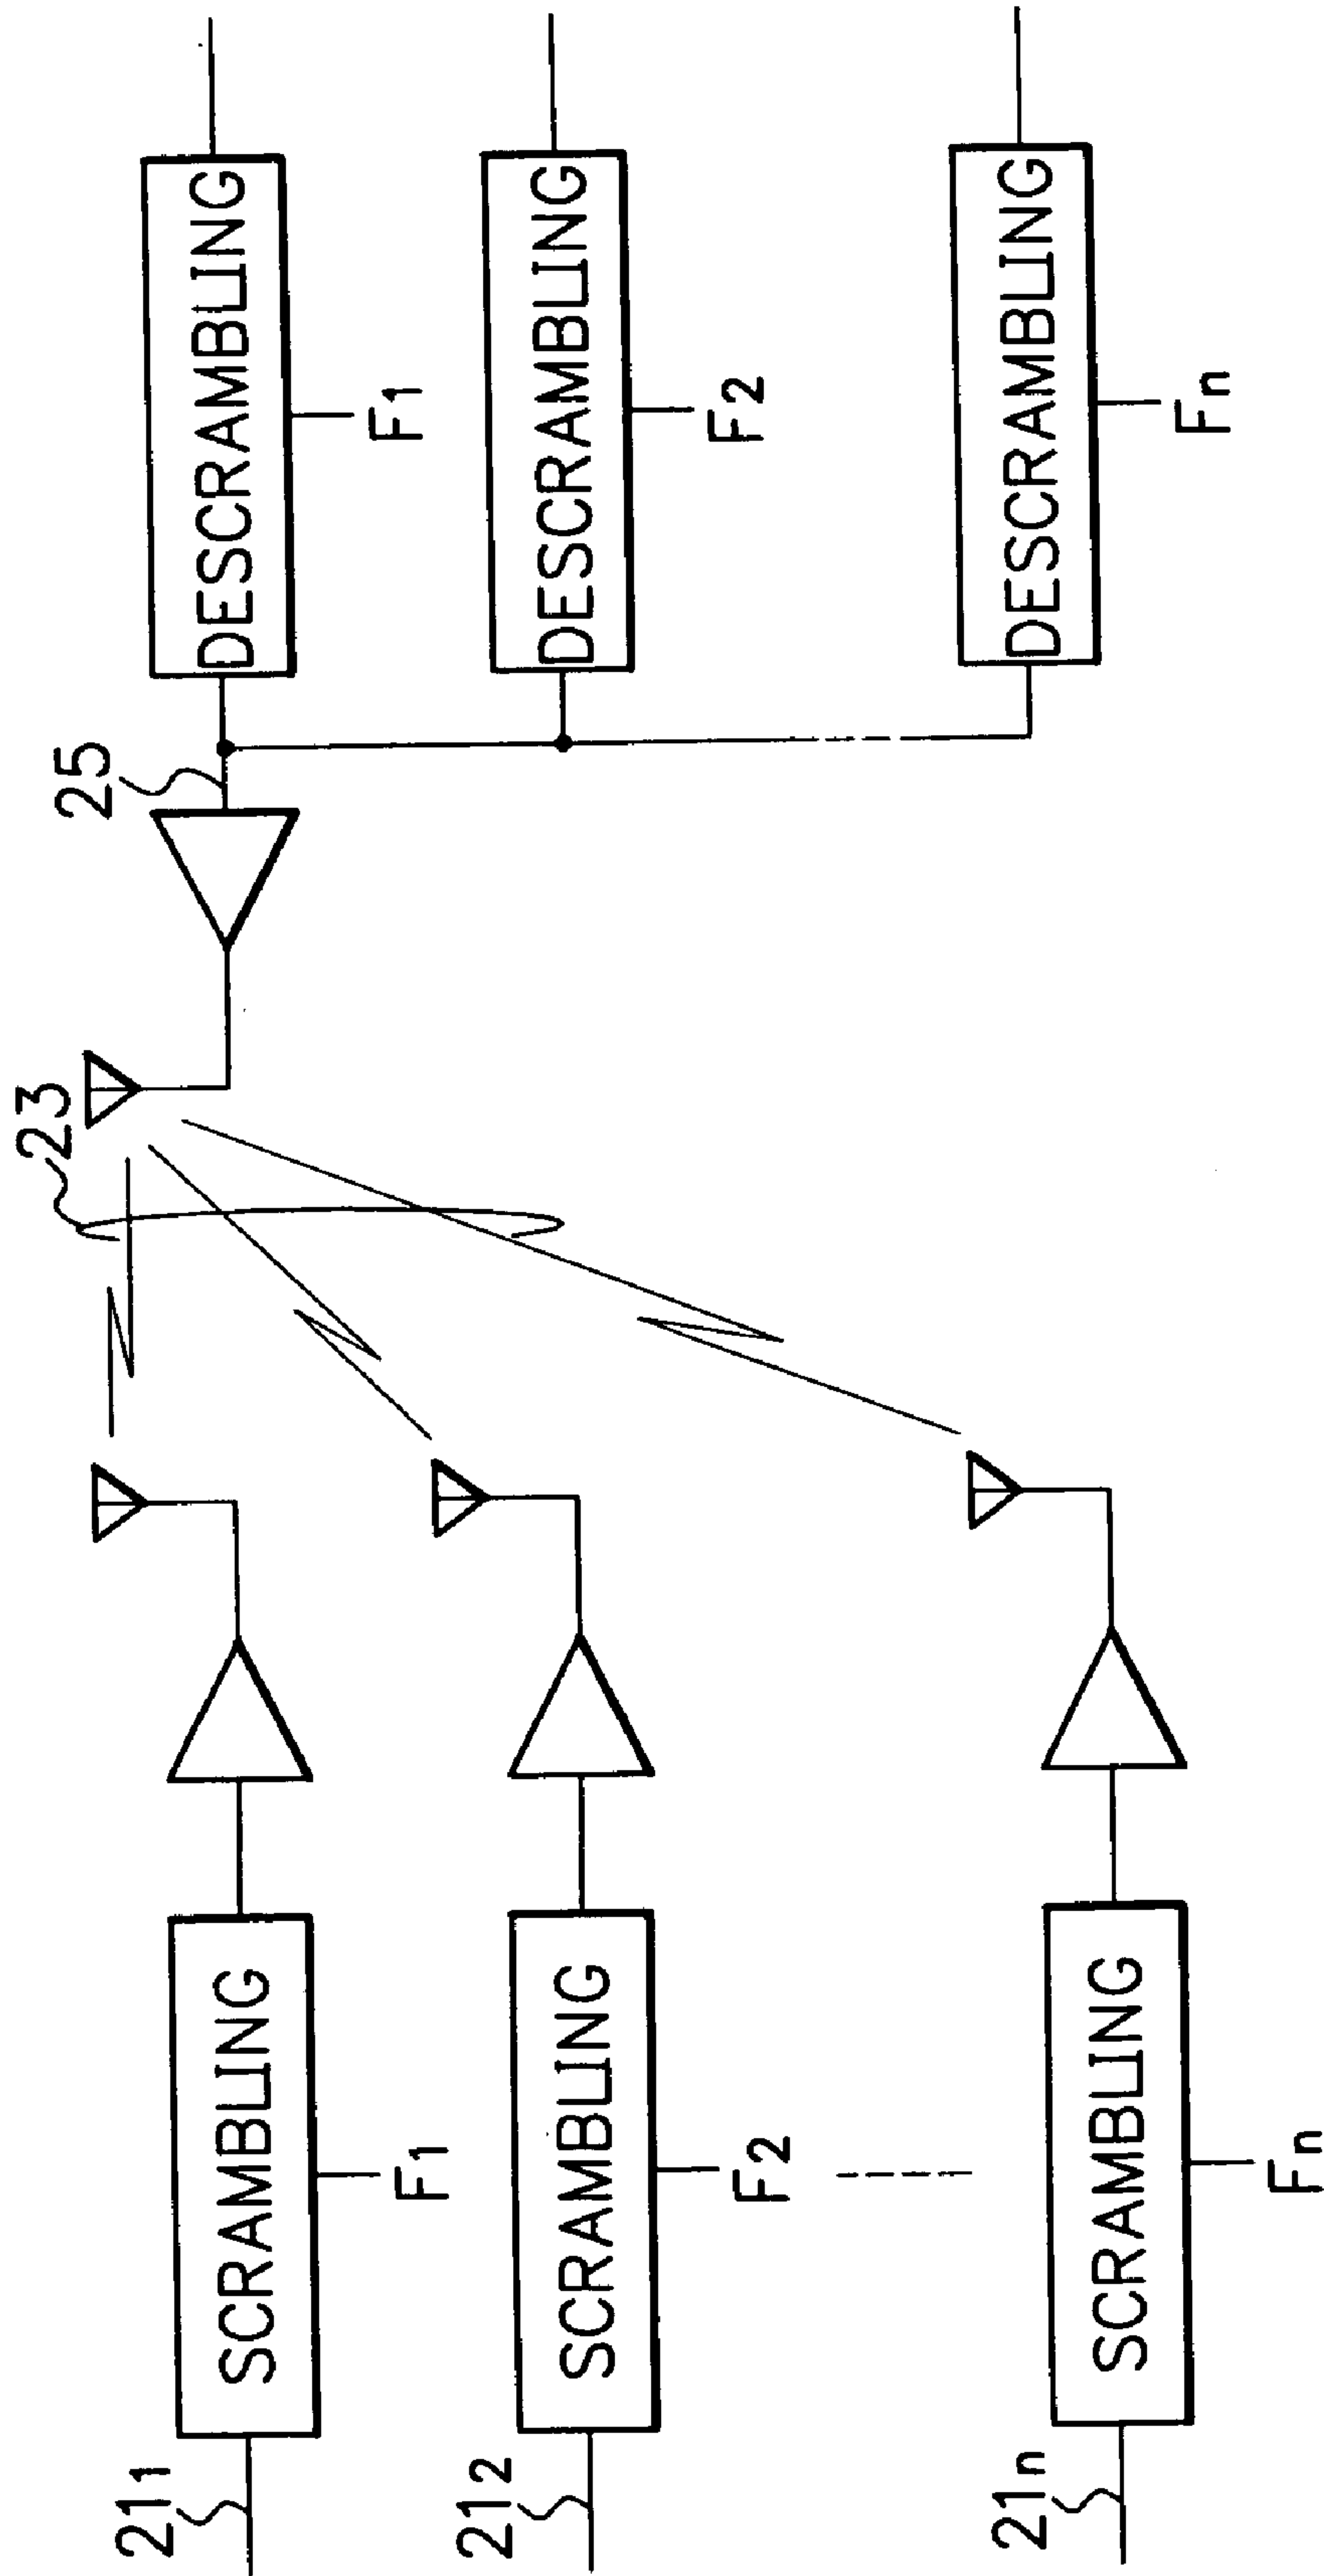 21₁
SCRAMBLING
F₁
21₂
SCRAMBLING
F₂
21ₙ
SCRAMBLING
Fₙ
23
25
DESCRAMBLING
F₁
DESCRAMBLING
F₂
DESCRAMBLING
Fₙ